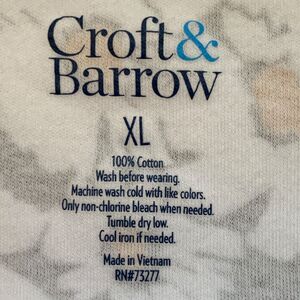 Croft&
Barrow
XL
100% Cotton
Wash before wearing.
Machine wash cold with like colors.
Only non-chlorine bleach when needed.
Tumble dry low.
Cool iron if needed.
Made in Vietnam
RN#73277